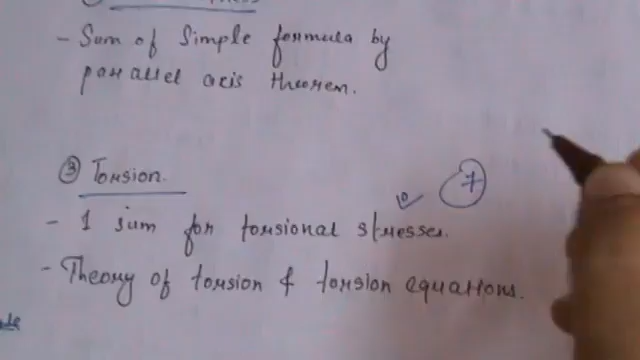 - Sum of Simple formula by
parallel axis theorem.
③ Torsion.
- 1 sum for torsional stresses. 7
- Theory of torsion & torsion equations.